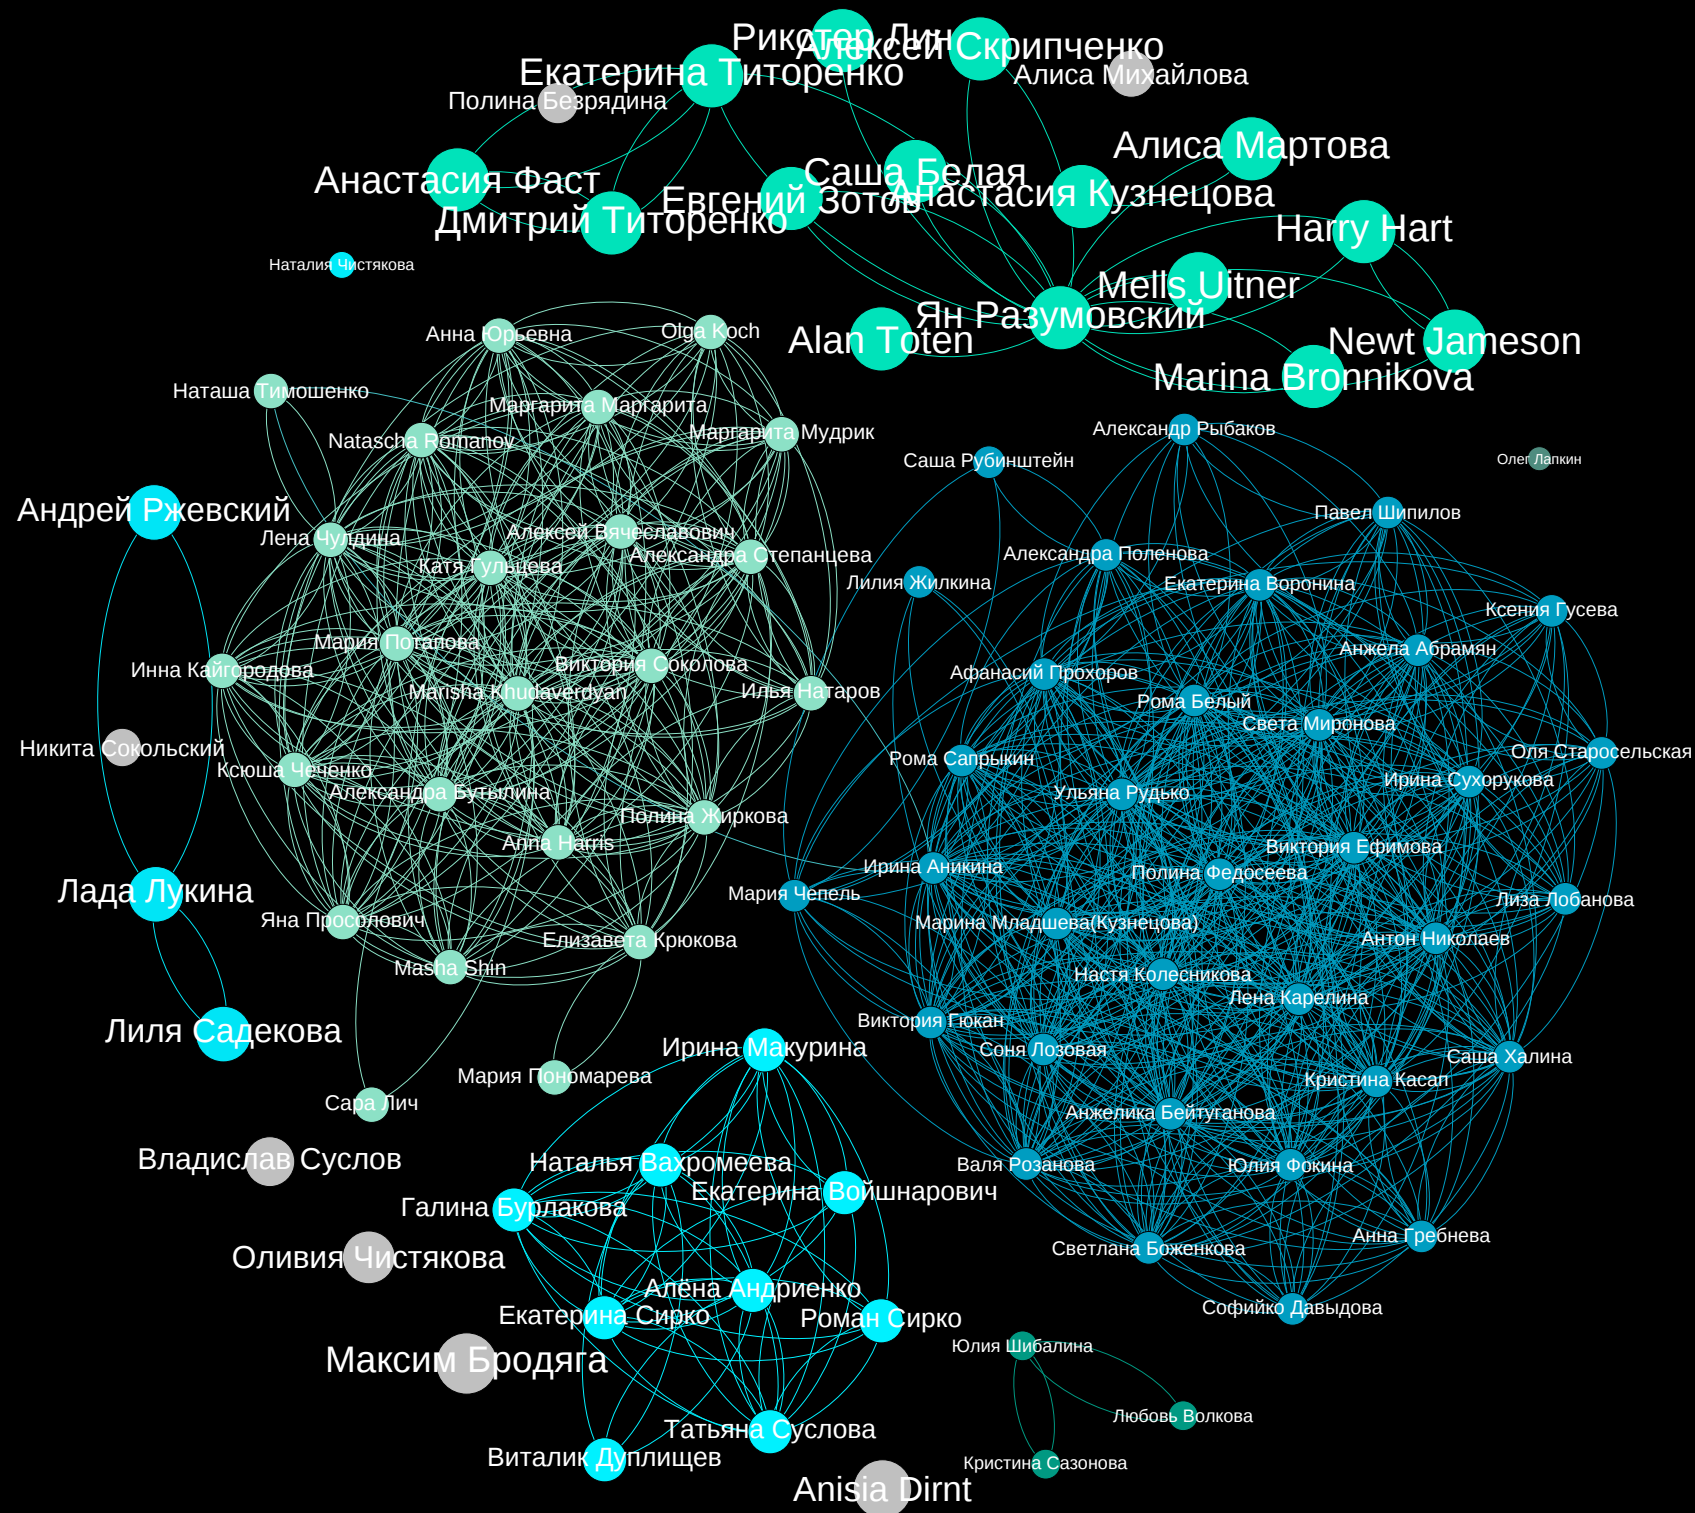 Рикстер Лин
Алексей Скрипченко
Екатерина Титоренко
Алиса Михайлова
Полина Безрядина
Алиса Мартова
Саша Белая
Анастасия Фаст
Анастасия Кузнецова
Евгений Зотов
Дмитрий Титоренко
Harry Hart
Наталия Чистякова
Mells Uitner
Ян Разумовский
Alan Toten
Newt Jameson
Marina Bronnikova
Анна Юрьевна
Olga Koch
Наташа Тимошенко
Маргарита Маргарита
Александр Рыбаков
Natascha Romanov
Маргарита Мудрик
Саша Рубинштейн
Олег Лапкин
Андрей Ржевский
Павел Шипилов
Лена Чулдина
Алексей Вячеславович
Александра Степанцева
Александра Поленова
Катя Гульцева
Лилия Жилкина
Екатерина Воронина
Ксения Гусева
Мария Потапова
Анжела Абрамян
Инна Кайгородова
Виктория Соколова
Афанасий Прохоров
Marisha Khudaverdyan
Илья Натаров
Рома Белый
Света Миронова
Никита Сокольский
Оля Старосельская
Ксюша Чеченко
Рома Сапрыкин
Ирина Сухорукова
Александра Бутылина
Ульяна Рудько
Полина Жиркова
Anna Harris
Виктория Ефимова
Ирина Аникина
Полина Федосеева
Лада Лукина
Мария Чепель
Лиза Лобанова
Яна Просолович
Марина Младшева(Кузнецова)
Елизавета Крюкова
Антон Николаев
Masha Shin
Настя Колесникова
Лена Карелина
Лиля Садекова
Виктория Гюкан
Ирина Макурина
Соня Лозовая
Саша Халина
Мария Пономарева
Кристина Касап
Сара Лич
Анжелика Бейтуганова
Владислав Суслов
Наталья Вахромеева
Валя Розанова
Юлия Фокина
Екатерина Войшнарович
Галина Бурлакова
Анна Гребнева
Оливия Чистякова
Светлана Боженкова
Алёна Андриенко
Екатерина Сирко
Роман Сирко
Софийко Давыдова
Юлия Шибалина
Максим Бродяга
Любовь Волкова
Татьяна Суслова
Виталик Дуплищев
Кристина Сазонова
Anisia Dirnt